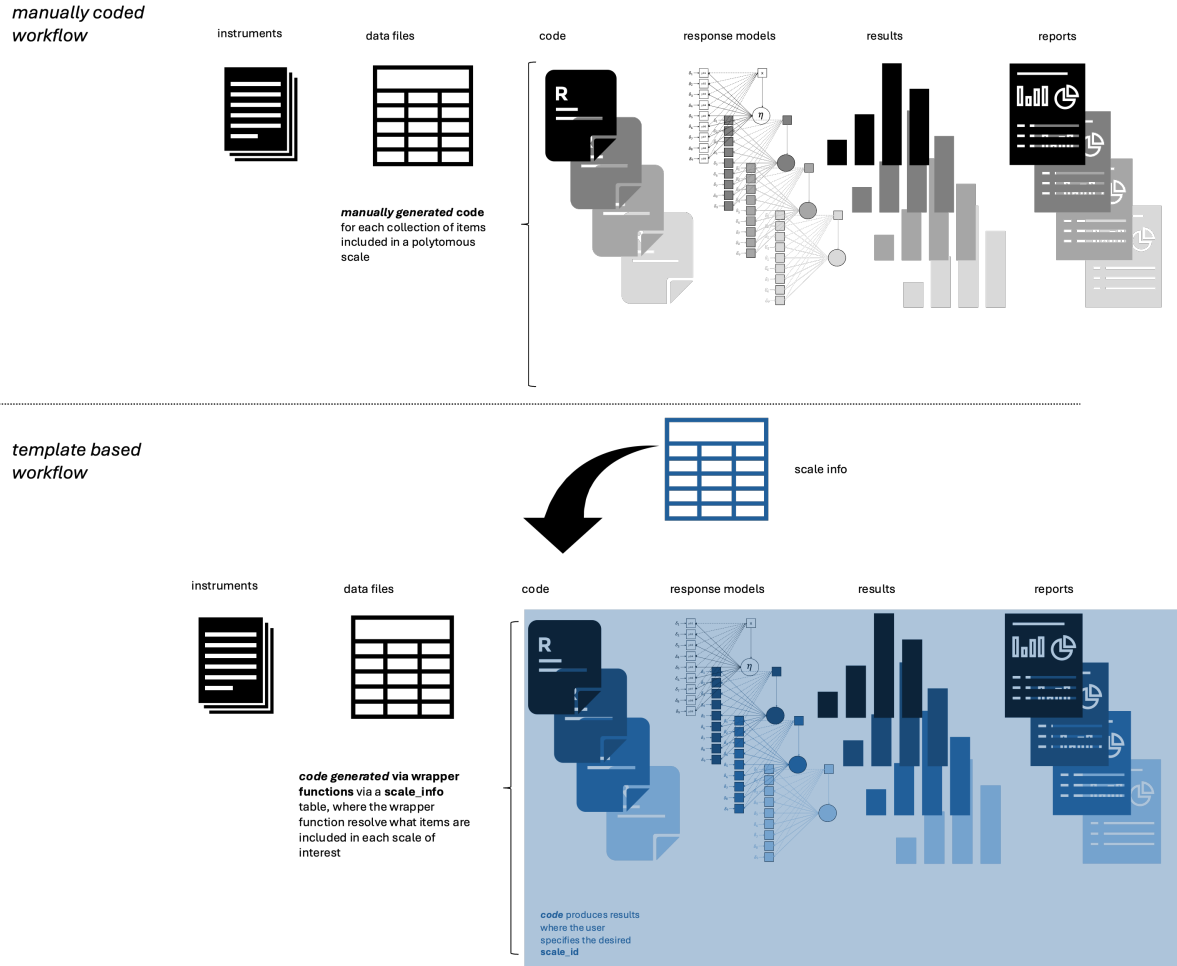 manually coded
workflow
instruments
data files
code
response models
results
reports
R
η
manually generated code
for each collection of items
included in a polytomous
scale
template based
workflow
scale info
instruments
data files
code
response models
results
reports
R
η
code generated via wrapper
functions via a scale_info
table, where the wrapper
function resolve what items are
included in each scale of
interest
code produces results
where the user
specifies the desired
scale_id